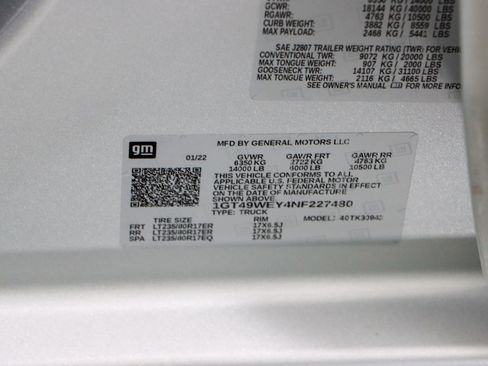 6350 KG / 14000 LBS
GCWR: 18144 KG / 40000 LBS
RGAWR: 4763 KG / 10500 LBS
CURB WEIGHT: 3882 KG / 8559 LBS
MAX PAYLOAD: 2468 KG / 5441 LBS
SAE J2807 TRAILER WEIGHT RATING (TWR) FOR VEHI
CONVENTIONAL TWR: 9072 KG / 20000 LBS
MAX TONGUE WEIGHT: 907 KG / 2000 LBS
GOOSENECK TWR: 14107 KG / 31100 LBS
MAX TONGUE WEIGHT: 2116 KG / 4665 LBS
SEE OWNER'S MANUAL FOR MORE INFO
gm
MFD BY GENERAL MOTORS LLC
01/22 GVWR GAWR FRT GAWR RR
6350 KG 2722 KG 4763 KG
14000 LB 6000 LB 10500 LB
THIS VEHICLE CONFORMS TO ALL
APPLICABLE U.S. FEDERAL MOTOR
VEHICLE SAFETY STANDARDS IN EFFECT
ON THE DATE OF MANUFACTURE
SHOWN ABOVE
1GT49WEY4NF227480
TYPE: TRUCK MODEL:
TIRE SIZE RIM
FRT LT235/80R17ER 17X6.5J
RR LT235/80R17ER 17X6.5J
SPA LT235/80R17EQ 17X6.5J